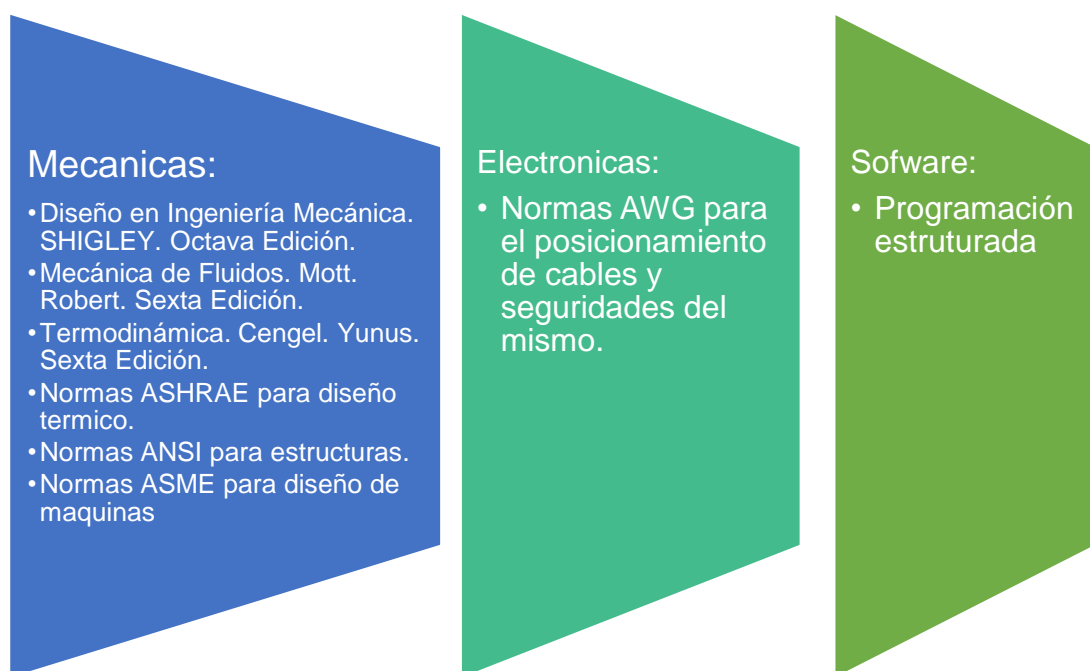 Mecanicas:
•Diseño en Ingeniería Mecánica.
SHIGLEY. Octava Edición.
•Mecánica de Fluidos. Mott.
Robert. Sexta Edición.
•Termodinámica. Cengel. Yunus.
Sexta Edición.
•Normas ASHRAE para diseño
termico.
•Normas ANSI para estructuras.
•Normas ASME para diseño de
maquinas
Electronicas:
• Normas AWG para
el posicionamiento
de cables y
seguridades del
mismo.
Sofware:
• Programación
estruturada